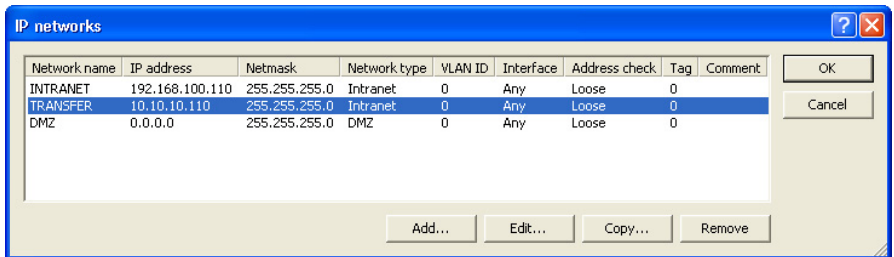 IP networks
Network name IP address Netmask Network type VLAN ID Interface Address check Tag Comment
INTRANET 192.168.100.110 255.255.255.0 Intranet 0 Any Loose 0
TRANSFER 10.10.10.110 255.255.255.0 Intranet 0 Any Loose 0
DMZ 0.0.0.0 255.255.255.0 DMZ 0 Any Loose 0
OK
Cancel
Add... Edit... Copy... Remove